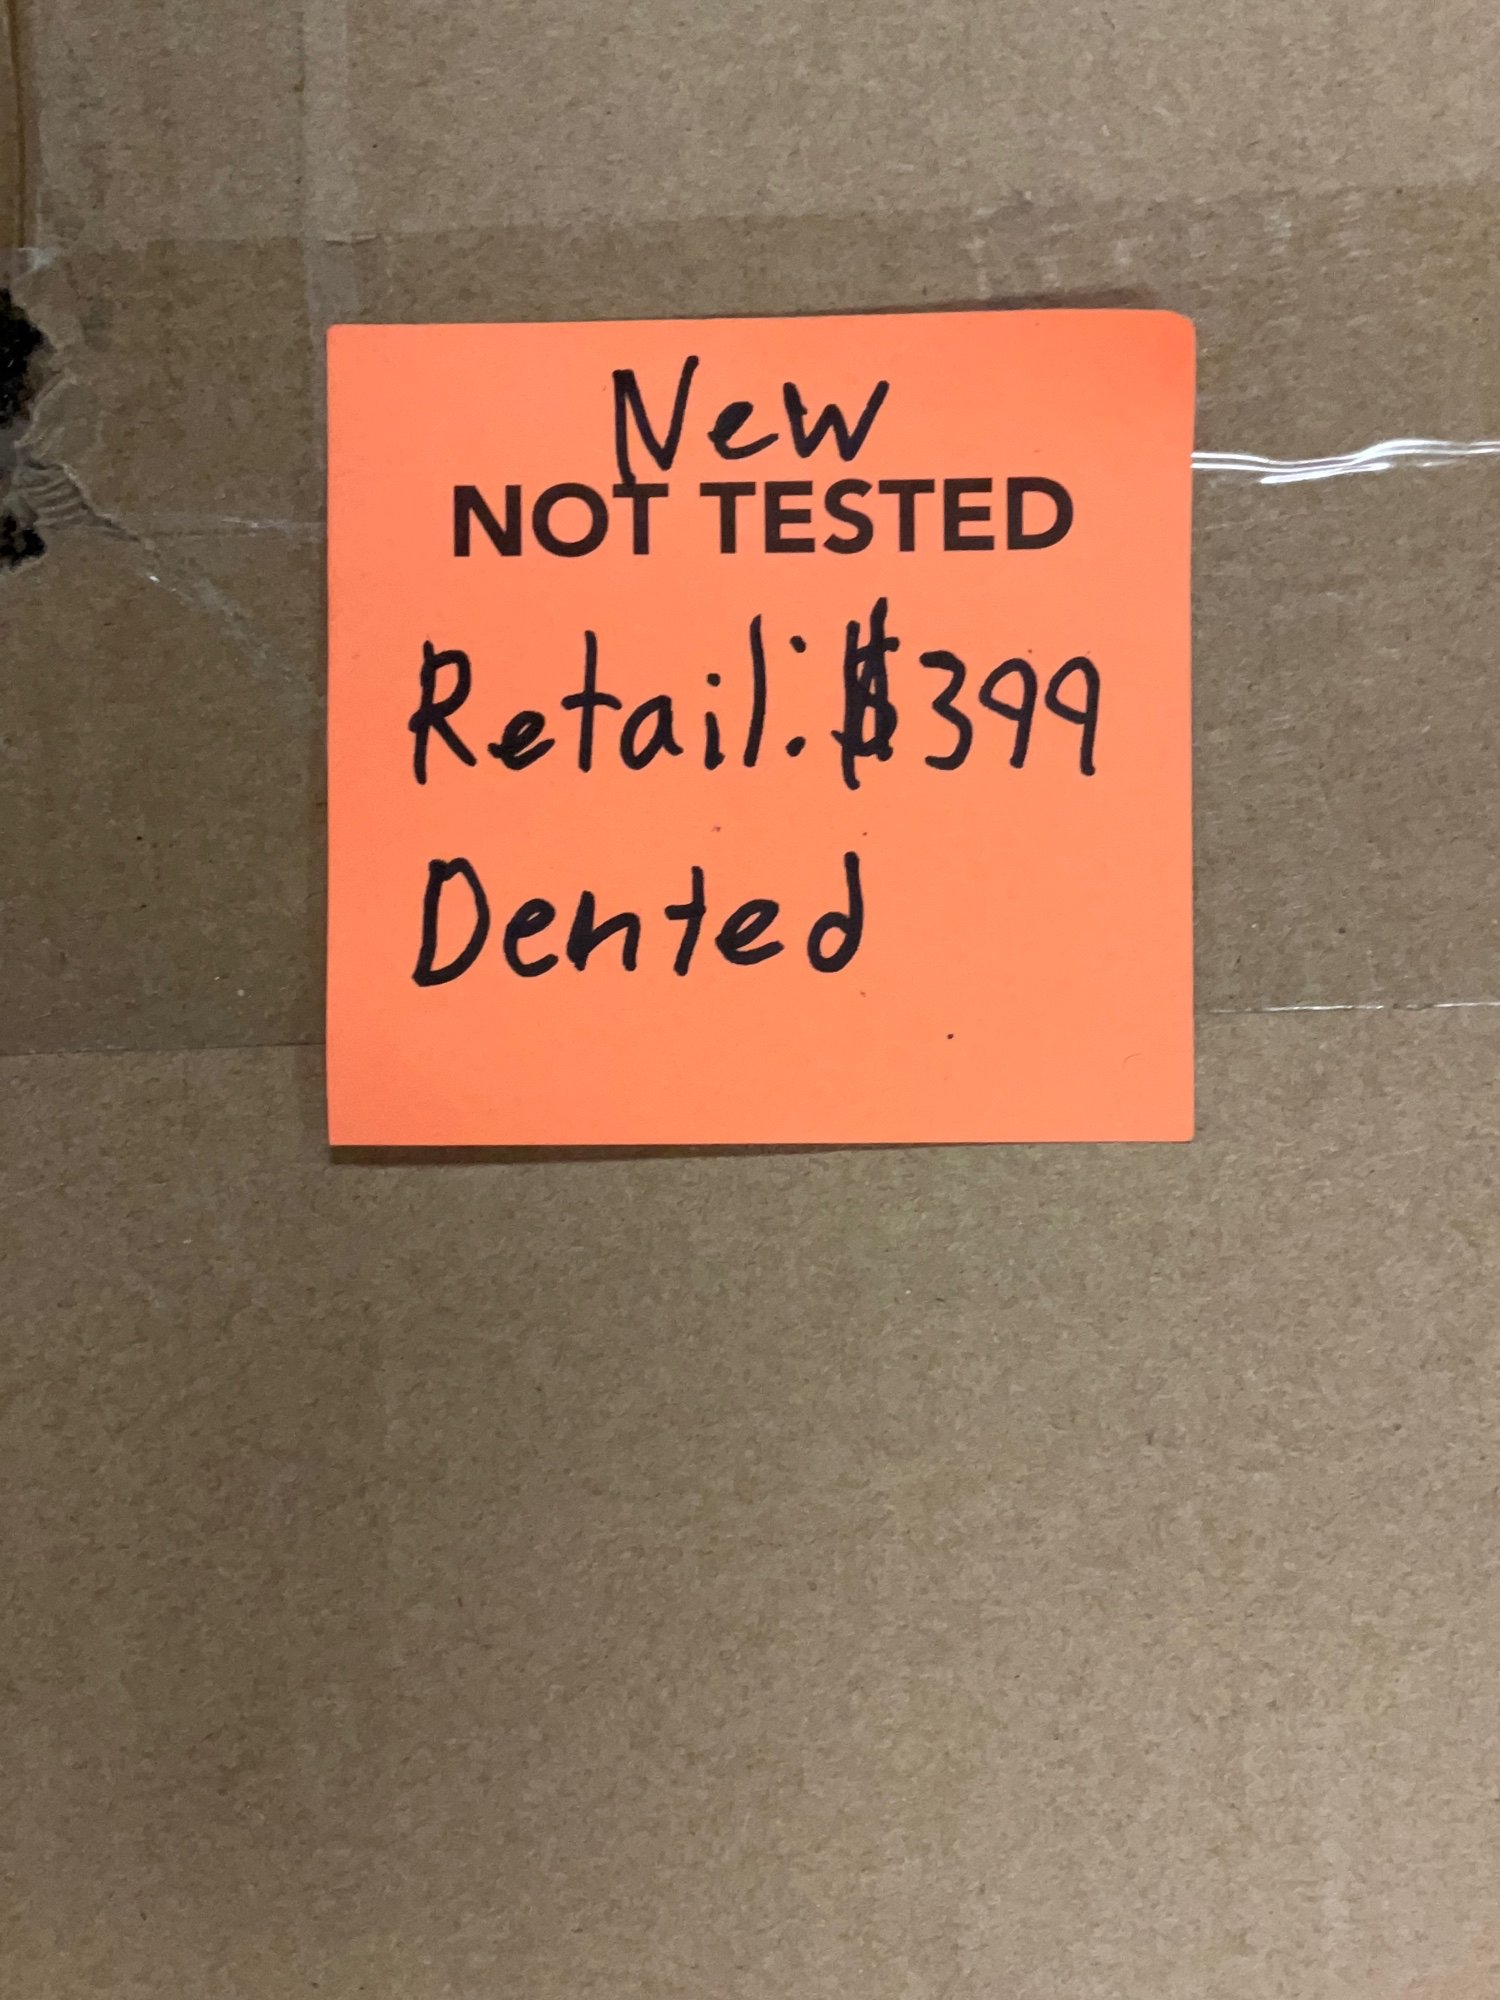 New
NOT TESTED
Retail: $399
Dented